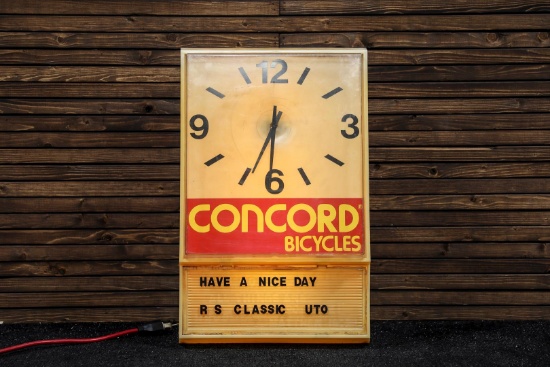 12
9 3
6
CONCORD
BICYCLES
HAVE A NICE DAY
R S CLASSIC UTO